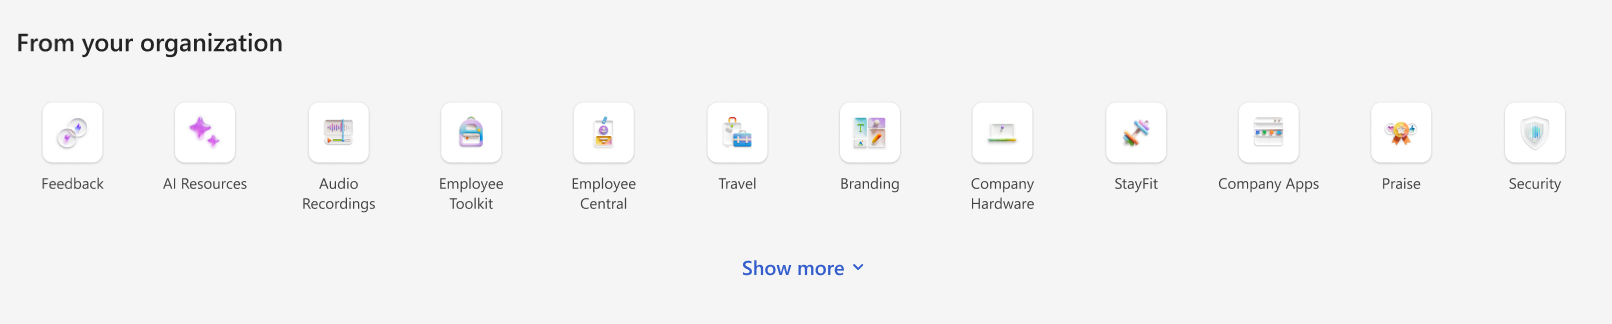 From your organization
Feedback
AI Resources
Audio
Recordings
Employee
Toolkit
Employee
Central
Travel
Branding
Company
Hardware
StayFit
Company Apps
Praise
Security
Show more